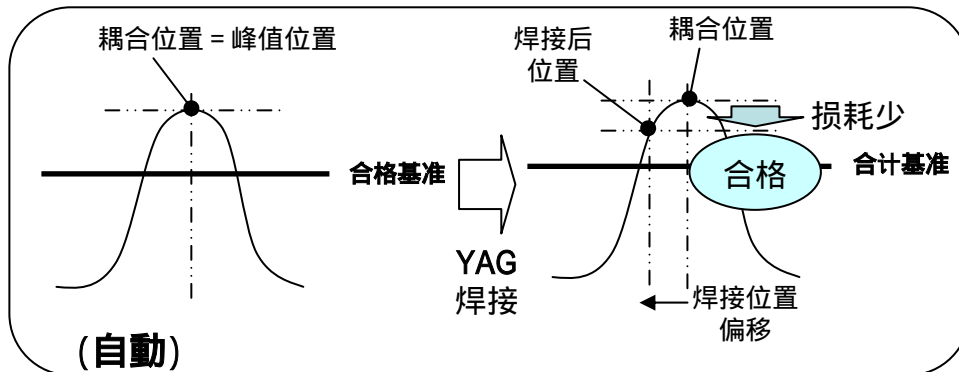 耦合位置 = 峰值位置
合格基准
(自動)
YAG
焊接
焊接后
位置
耦合位置
损耗少
合格
合计基准
焊接位置
偏移